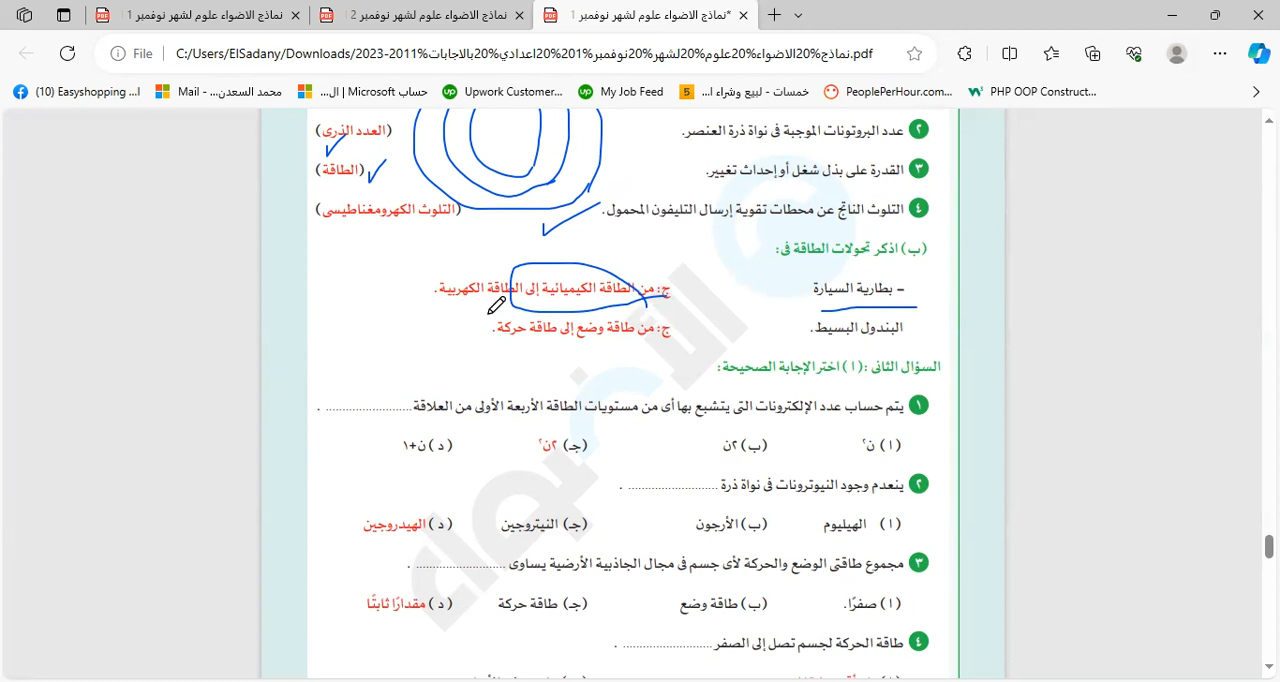 نماذج الاضواء علوم لشهر نوفمبر 1
نماذج الاضواء علوم لشهر نوفمبر 2
*نماذج الاضواء علوم لشهر نوفمبر 1
File
C:/Users/ElSadany/Downloads/2023-2011%نماذج%20الاضواء%20علوم%20لشهر%20نوفمبر%201%20اعدادي%20بالاجابات.pdf
(10) Easyshopping ...l
Mail - محمد السعدن...
حساب Microsoft | ال...
Upwork Customer...
My Job Feed
خمسات - لبيع وشراء ا...
PeoplePerHour.com...
PHP OOP Construct...
٢ عدد البروتونات الموجبة فى نواة ذرة العنصر. (العدد الذرى)
٣ القدرة على بذل شغل أو إحداث تغيير. (الطاقة)
٤ التلوث الناتج عن محطات تقوية إرسال التليفون المحمول. (التلوث الكهرومغناطيسى)
(ب) اذكر تحولات الطاقة فى:
- بطارية السيارة ج: من الطاقة الكيميائية إلى الطاقة الكهربية.
البندول البسيط. ج: من طاقة وضع إلى طاقة حركة.
السؤال الثانى: (١) اختر الإجابة الصحيحة:
١ يتم حساب عدد الإلكترونات التى يتشبع بها أى من مستويات الطاقة الأربعة الأولى من العلاقة ......................... .
(١) ن٢ (ب) ٢ن (جـ) ٢ن٢ (د) ن+١
٢ ينعدم وجود النيوترونات فى نواة ذرة ......................... .
(١) الهيليوم (ب) الأرجون (جـ) النيتروجين (د) الهيدروجين
٣ مجموع طاقتى الوضع والحركة لأى جسم فى مجال الجاذبية الأرضية يساوى ......................... .
(١) صفرًا. (ب) طاقة وضع (جـ) طاقة حركة (د) مقدارًا ثابتًا
٤ طاقة الحركة لجسم تصل إلى الصفر ......................... .
الضوء